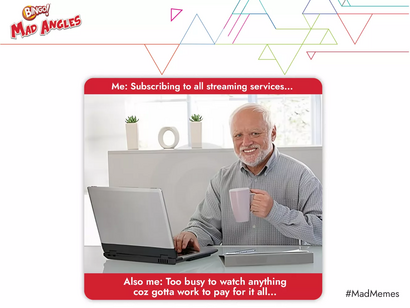 BINGO!
MAD ANGLES
Me: Subscribing to all streaming services...
Also me: Too busy to watch anything
coz gotta work to pay for it all...
#MadMemes